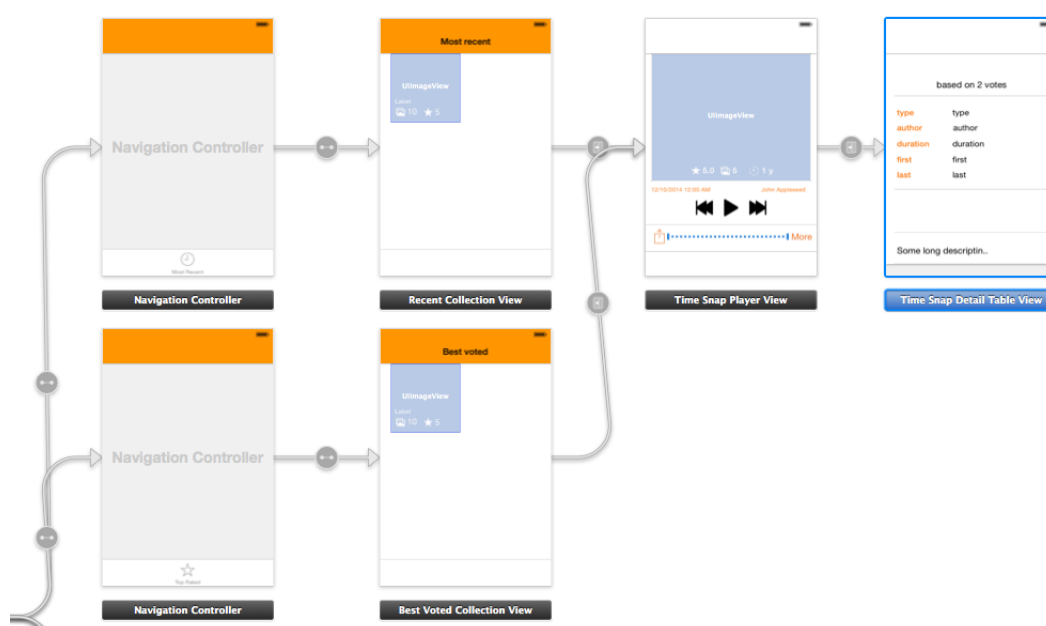 Most recent
UIImageView
Label
10 5
Navigation Controller
Most Recent
Navigation Controller
Recent Collection View
UIImageView
5.0 5 1 y
12/10/2014 12:00 AM John Appleseed
More
Time Snap Player View
based on 2 votes
type type
author author
duration duration
first first
last last
Some long descriptin..
Time Snap Detail Table View
Best voted
UIImageView
Label
10 5
Navigation Controller
Top Rated
Navigation Controller
Best Voted Collection View